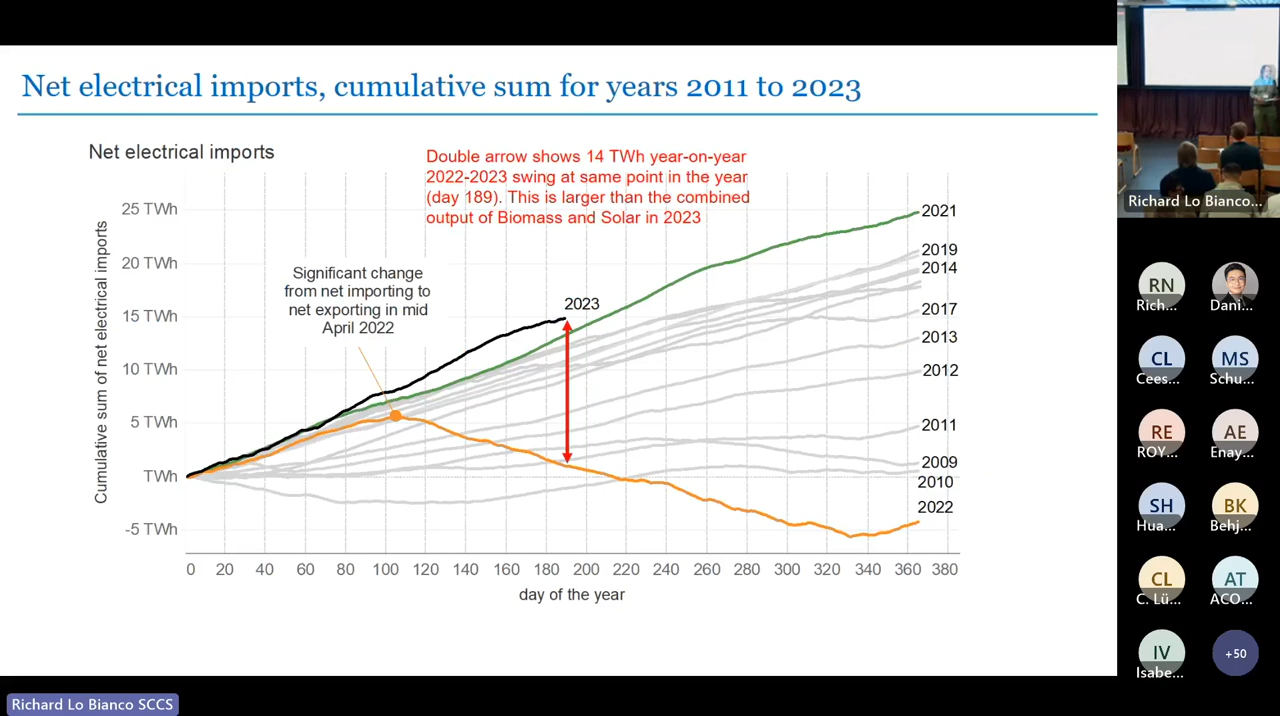 Net electrical imports, cumulative sum for years 2011 to 2023
Net electrical imports
Double arrow shows 14 TWh year-on-year
2022-2023 swing at same point in the year
(day 189). This is larger than the combined
output of Biomass and Solar in 2023
Significant change
from net importing to
net exporting in mid
April 2022
Cumulative sum of net electrical imports
25 TWh
20 TWh
15 TWh
10 TWh
5 TWh
TWh
-5 TWh
2023
2021
2019
2014
2017
2013
2012
2011
2009
2010
2022
0 20 40 60 80 100 120 140 160 180 200 220 240 260 280 300 320 340 360 380
day of the year
Richard Lo Bianco SCCS
Richard Lo Bianco...
RN
Rich...
Dani...
CL
Cees...
MS
Schu...
RE
ROY...
AE
Enay...
SH
Hua...
BK
Behj...
CL
C. Lü...
AT
ACO...
IV
Isabe...
+50